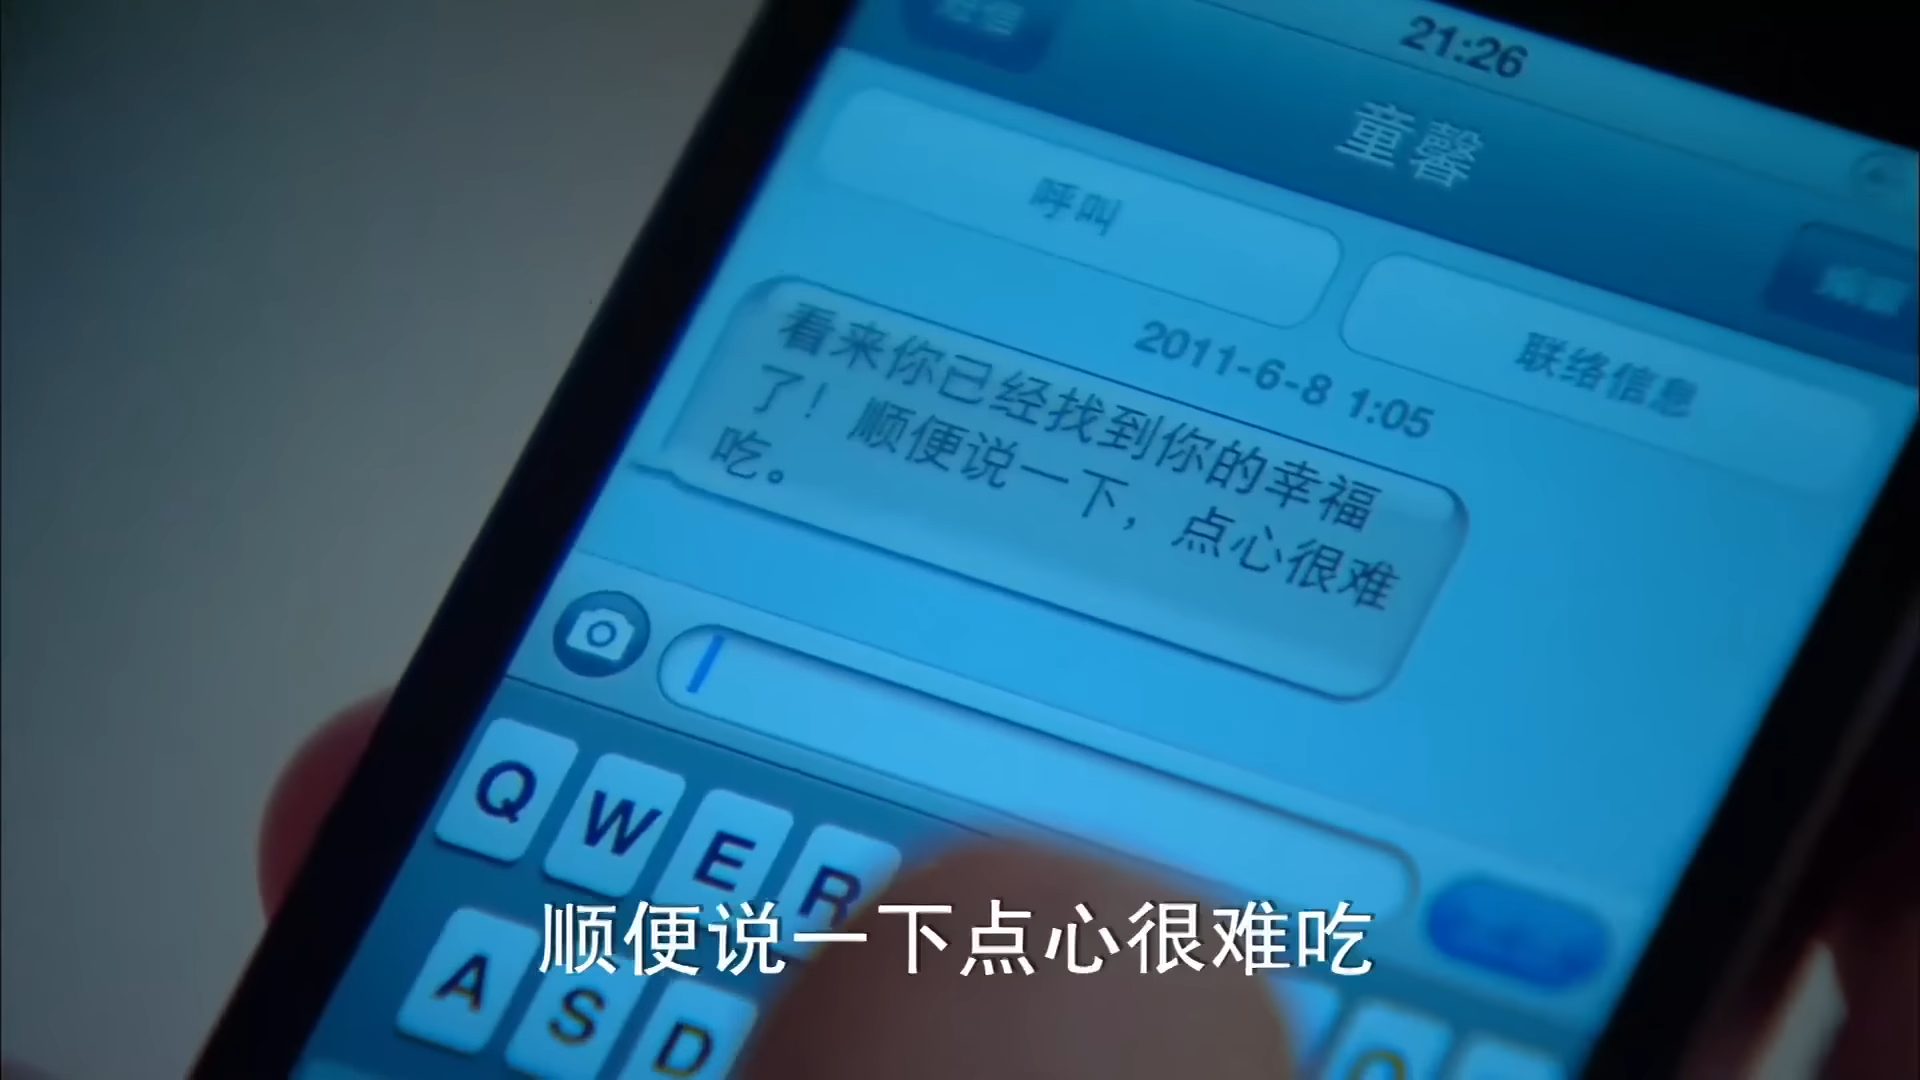 短信
21:26
童馨
呼叫
联络信息
2011-6-8 1:05
看来你已经找到你的幸福
了！顺便说一下，点心很难
吃。
Q W E R
A S D
O
顺便说一下点心很难吃